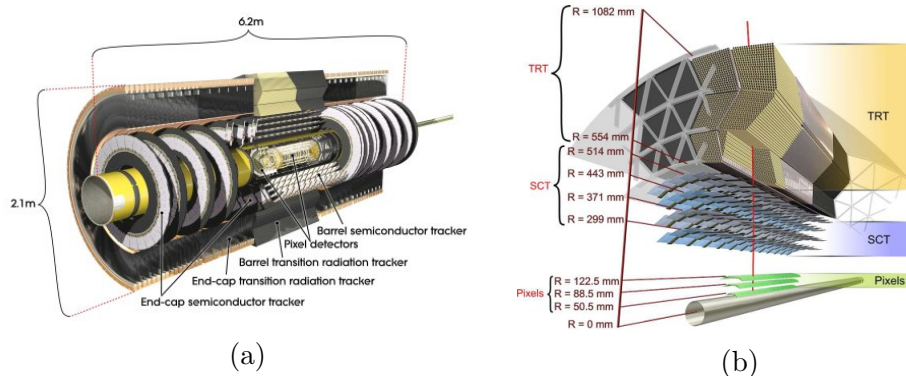 6.2m
2.1m
Barrel semiconductor tracker
Pixel detectors
Barrel transition radiation tracker
End-cap transition radiation tracker
End-cap semiconductor tracker
(a)
R = 1082 mm
TRT
TRT
R = 554 mm
R = 514 mm
R = 443 mm
SCT
R = 371 mm
R = 299 mm
SCT
R = 122.5 mm
Pixels
Pixels
R = 88.5 mm
R = 50.5 mm
R = 0 mm
(b)